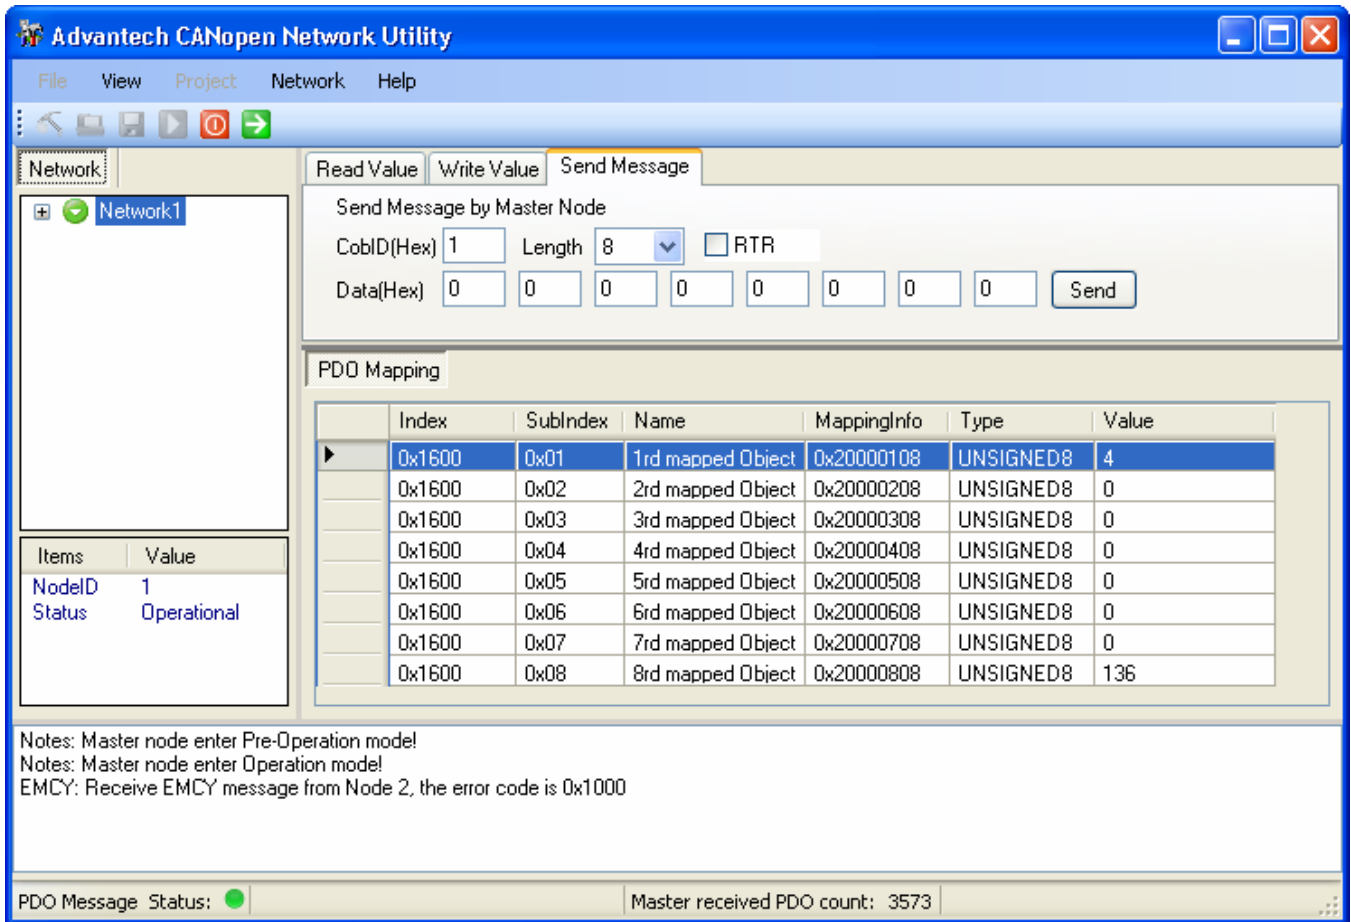 Advantech CANopen Network Utility
File View Project Network Help
Network
Network1
Read Value Write Value Send Message
Send Message by Master Node
CobID(Hex) 1 Length 8 RTR
Data(Hex) 0 0 0 0 0 0 0 0 Send
PDO Mapping
Index SubIndex Name MappingInfo Type Value
0x1600 0x01 1rd mapped Object 0x20000108 UNSIGNED8 4
0x1600 0x02 2rd mapped Object 0x20000208 UNSIGNED8 0
0x1600 0x03 3rd mapped Object 0x20000308 UNSIGNED8 0
0x1600 0x04 4rd mapped Object 0x20000408 UNSIGNED8 0
0x1600 0x05 5rd mapped Object 0x20000508 UNSIGNED8 0
0x1600 0x06 6rd mapped Object 0x20000608 UNSIGNED8 0
0x1600 0x07 7rd mapped Object 0x20000708 UNSIGNED8 0
0x1600 0x08 8rd mapped Object 0x20000808 UNSIGNED8 136
Items Value
NodeID 1
Status Operational
Notes: Master node enter Pre-Operation mode!
Notes: Master node enter Operation mode!
EMCY: Receive EMCY message from Node 2, the error code is 0x1000
PDO Message Status: Master received PDO count: 3573